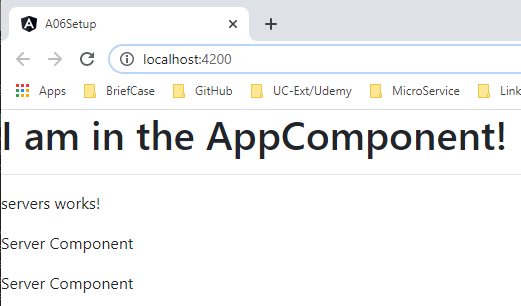 A06Setup
localhost:4200
Apps BriefCase GitHub UC-Ext/Udemy MicroService Link
I am in the AppComponent!
servers works!
Server Component
Server Component